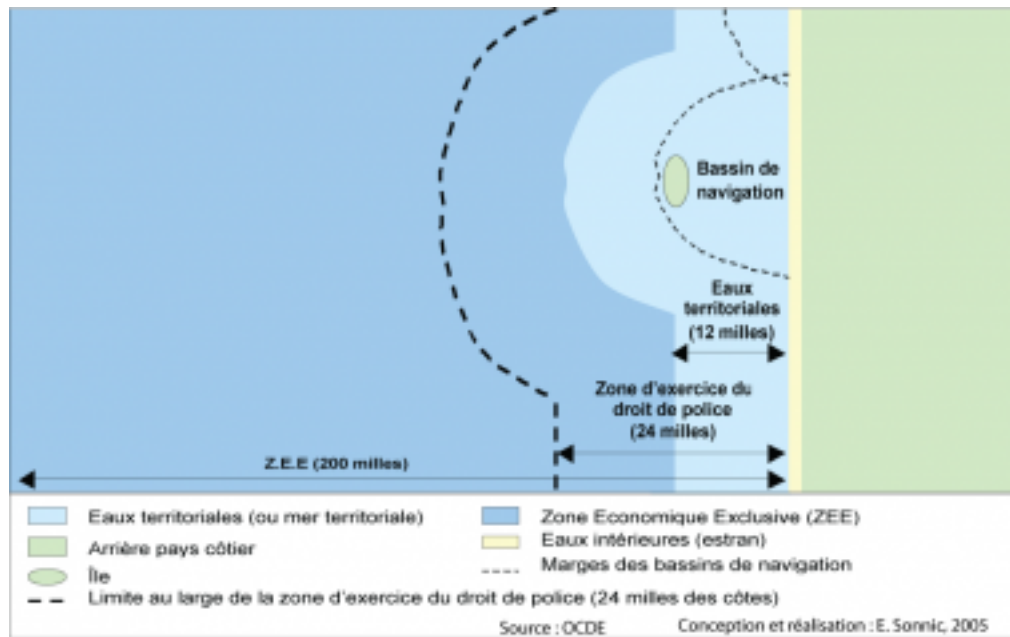 Bassin de
navigation
Eaux
territoriales
(12 milles)
Zone d'exercice du
droit de police
(24 milles)
Z.E.E (200 milles)
Eaux territoriales (ou mer territoriale)
Zone Economique Exclusive (ZEE)
Arrière pays côtier
Eaux intérieures (estran)
Île
Marges des bassins de navigation
Limite au large de la zone d'exercice du droit de police (24 milles des côtes)
Source : OCDE
Conception et réalisation : E. Sonnic, 2005